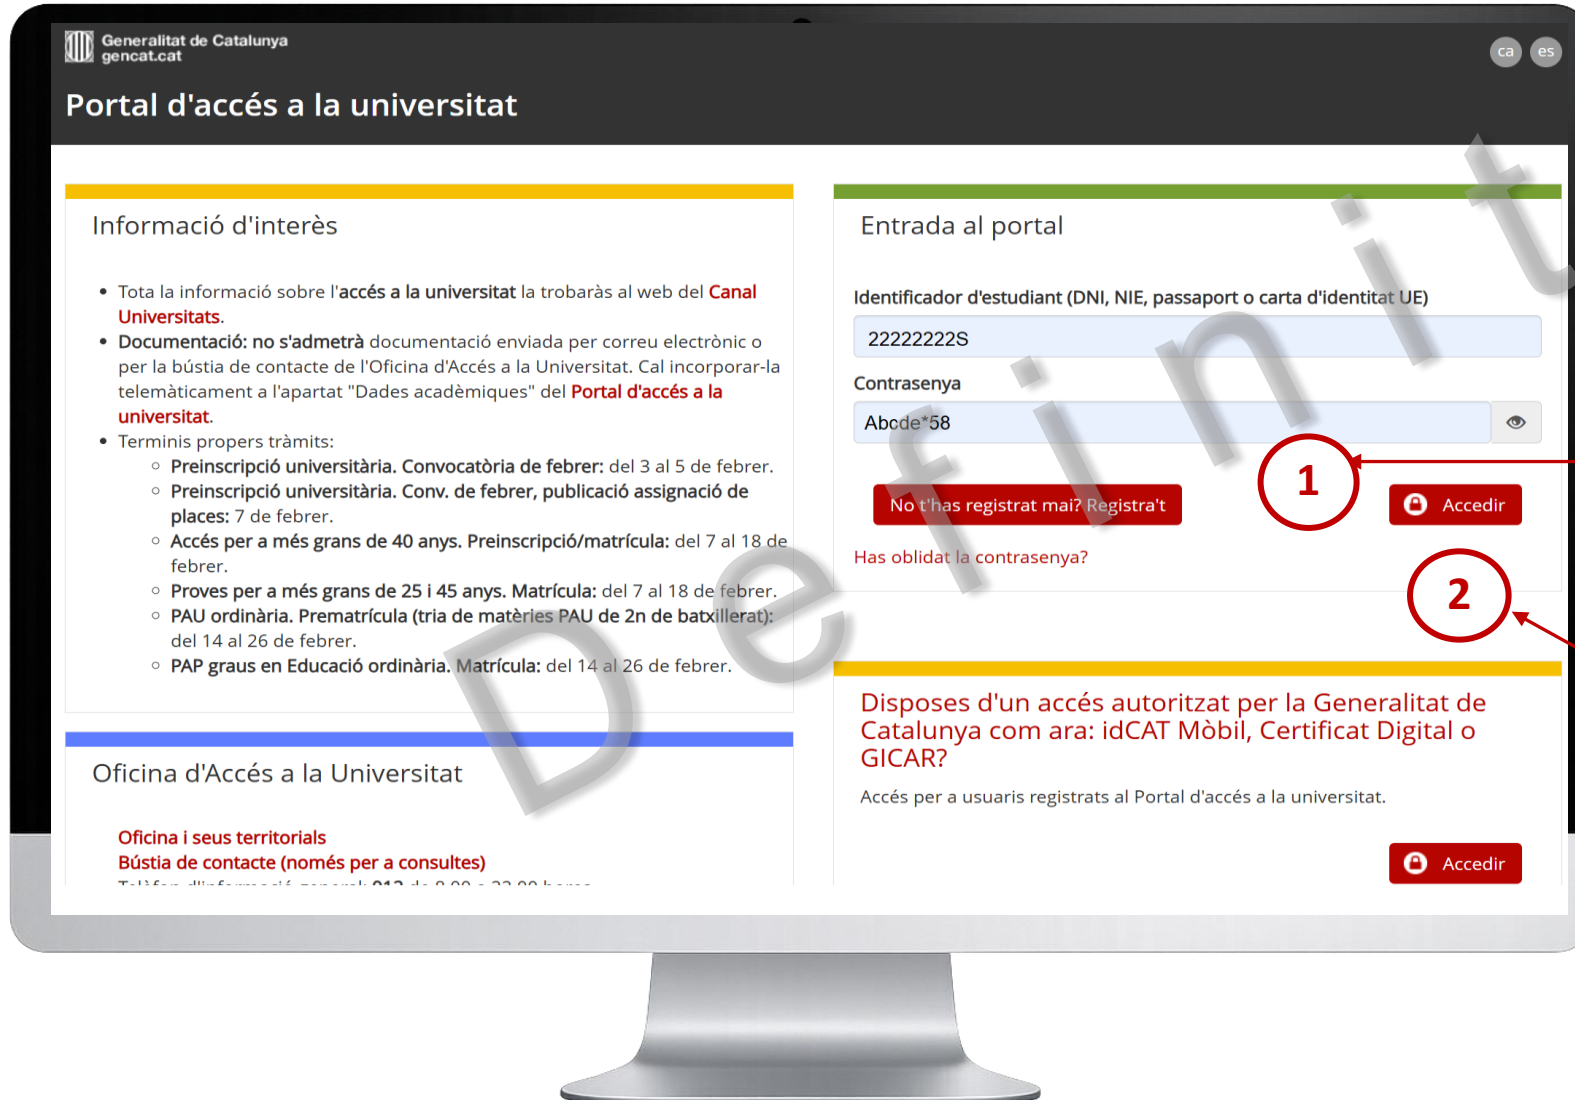 Generalitat de Catalunya
gencat.cat
ca es
Portal d'accés a la universitat
Informació d'interès
Tota la informació sobre l'accés a la universitat la trobaràs al web del Canal
Universitats.
Documentació: no s'admetrà documentació enviada per correu electrònic o
per la bústia de contacte de l'Oficina d'Accés a la Universitat. Cal incorporar-la
telemàticament a l'apartat "Dades acadèmiques" del Portal d'accés a la
universitat.
Terminis propers tràmits:
Preinscripció universitària. Convocatòria de febrer: del 3 al 5 de febrer.
Preinscripció universitària. Conv. de febrer, publicació assignació de
places: 7 de febrer.
Accés per a més grans de 40 anys. Preinscripció/matrícula: del 7 al 18 de
febrer.
Proves per a més grans de 25 i 45 anys. Matrícula: del 7 al 18 de febrer.
PAU ordinària. Prematrícula (tria de matèries PAU de 2n de batxillerat):
del 14 al 26 de febrer.
PAP graus en Educació ordinària. Matrícula: del 14 al 26 de febrer.
Oficina d'Accés a la Universitat
Oficina i seus territorials
Bústia de contacte (només per a consultes)
Entrada al portal
Identificador d'estudiant (DNI, NIE, passaport o carta d'identitat UE)
22222222S
Contrasenya
Abcde*58
1
No t'has registrat mai? Registra't
Accedir
Has oblidat la contrasenya?
2
Disposes d'un accés autoritzat per la Generalitat de
Catalunya com ara: idCAT Mòbil, Certificat Digital o
GICAR?
Accés per a usuaris registrats al Portal d'accés a la universitat.
Accedir
Definit